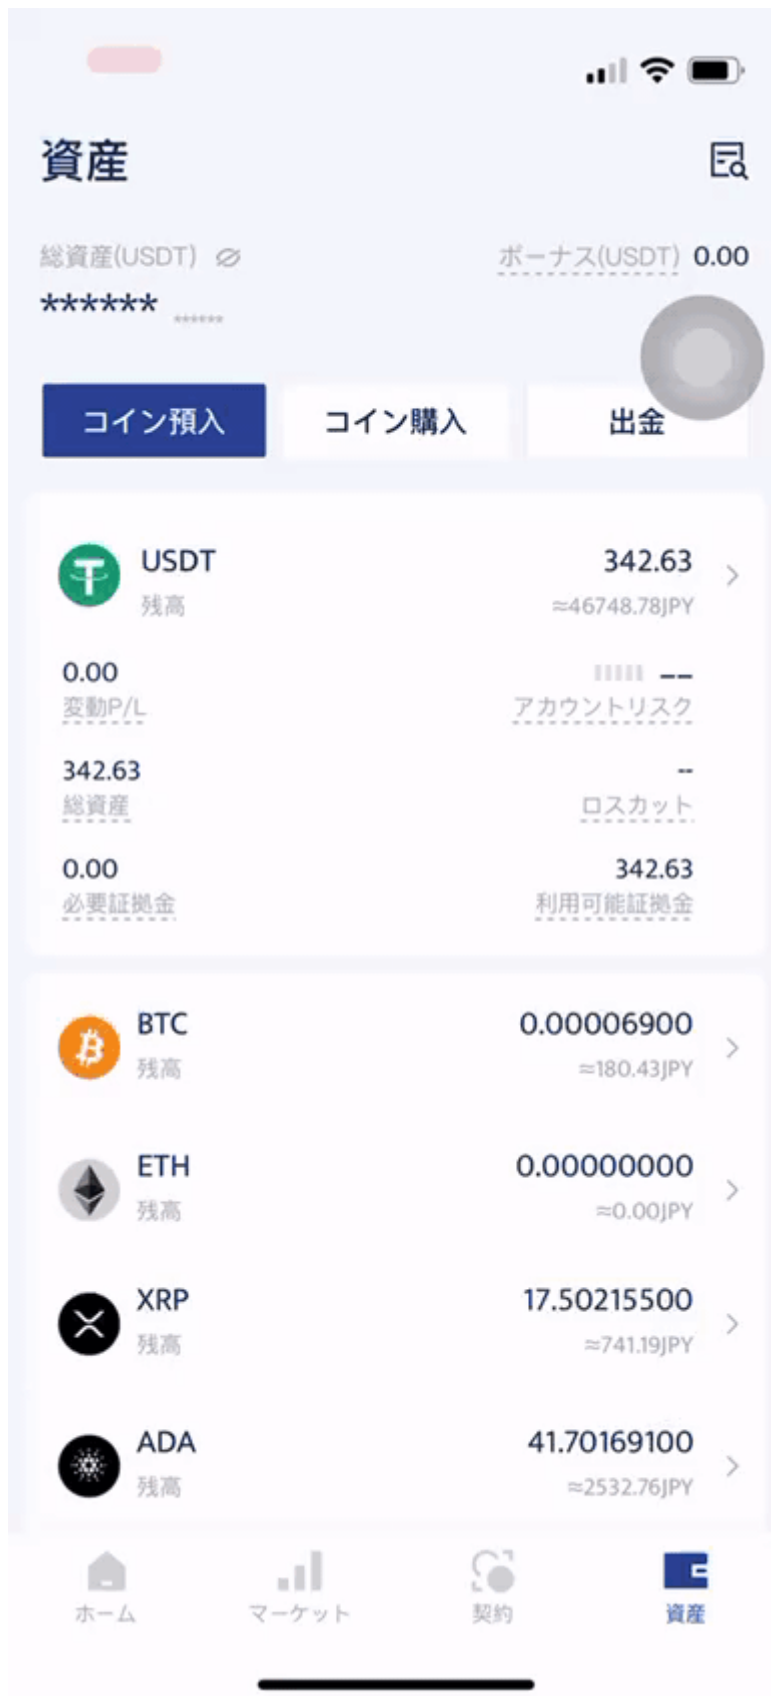 資産
総資産(USDT)
ボーナス(USDT) 0.00
****** ******
コイン預入 コイン購入 出金
USDT 342.63
残高 ≈46748.78JPY
0.00 --
変動P/L アカウントリスク
342.63 --
総資産 ロスカット
0.00 342.63
必要証拠金 利用可能証拠金
BTC 0.00006900
残高 ≈180.43JPY
ETH 0.00000000
残高 ≈0.00JPY
XRP 17.50215500
残高 ≈741.19JPY
ADA 41.70169100
残高 ≈2532.76JPY
ホーム マーケット 契約 資産